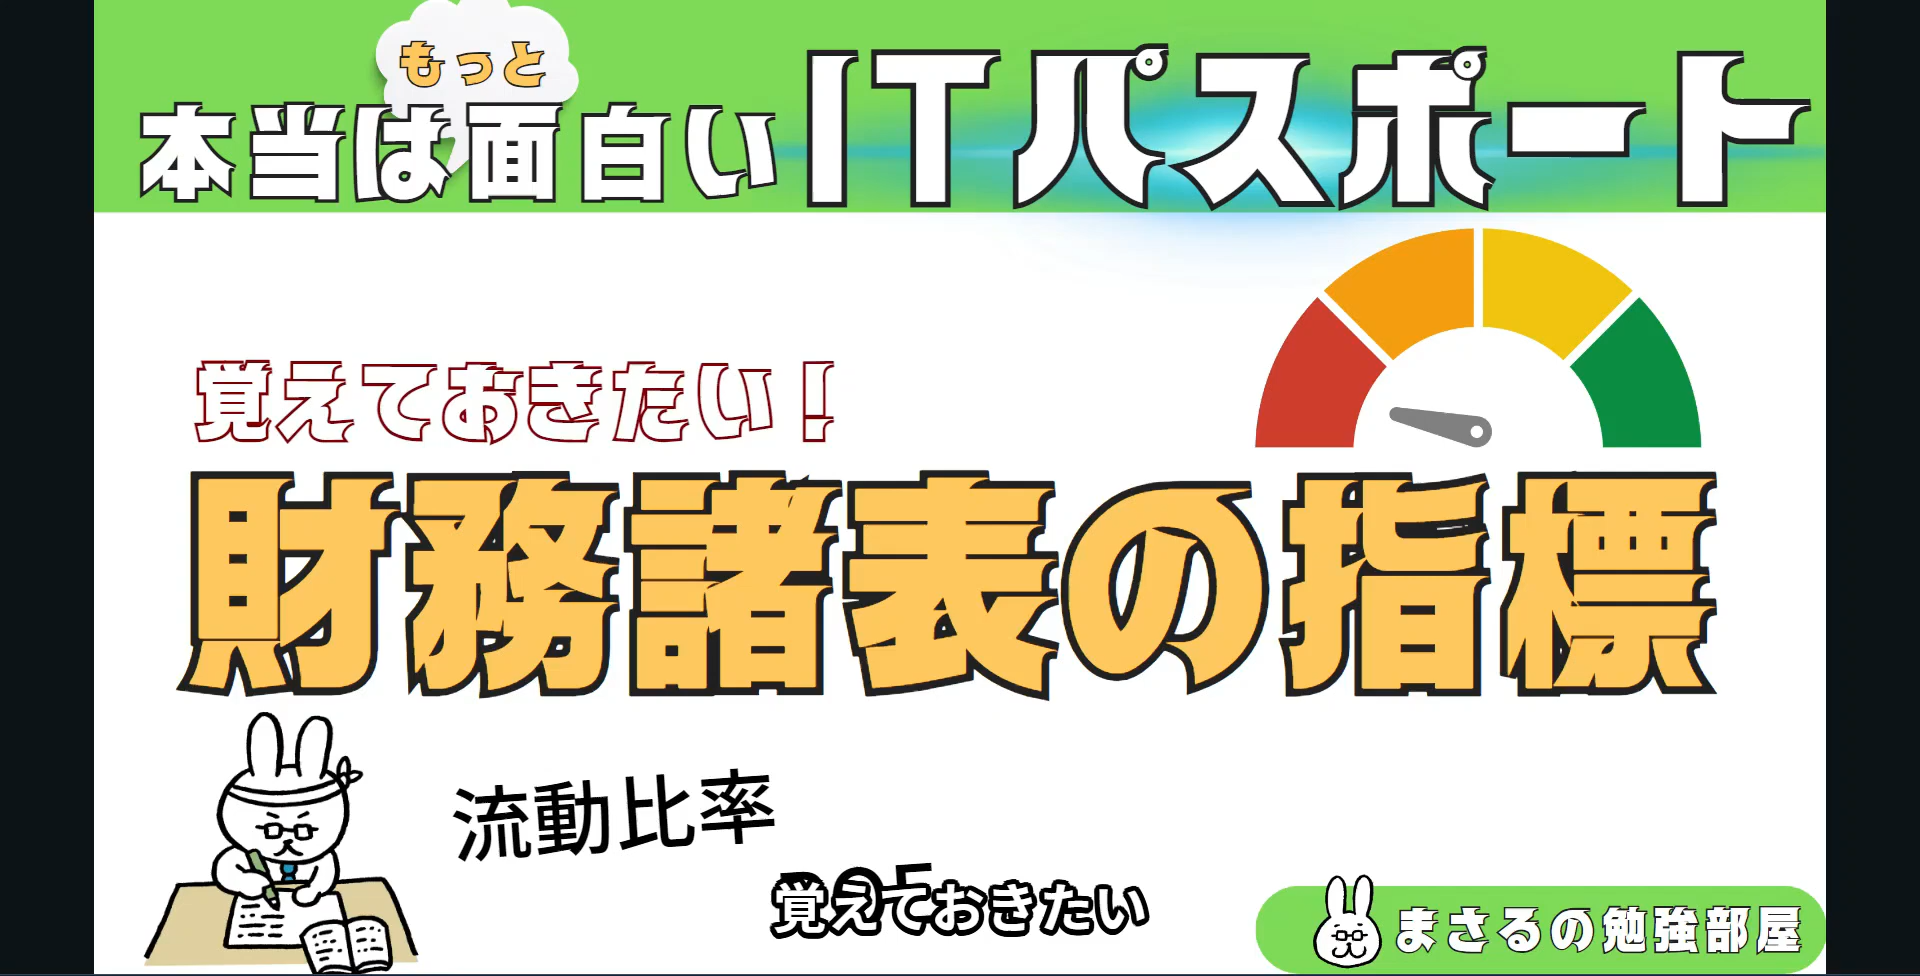 もっと
本当は面白いITパスポート
覚えておきたい!
財務諸表の指標
流動比率
覚えておきたい
まさるの勉強部屋